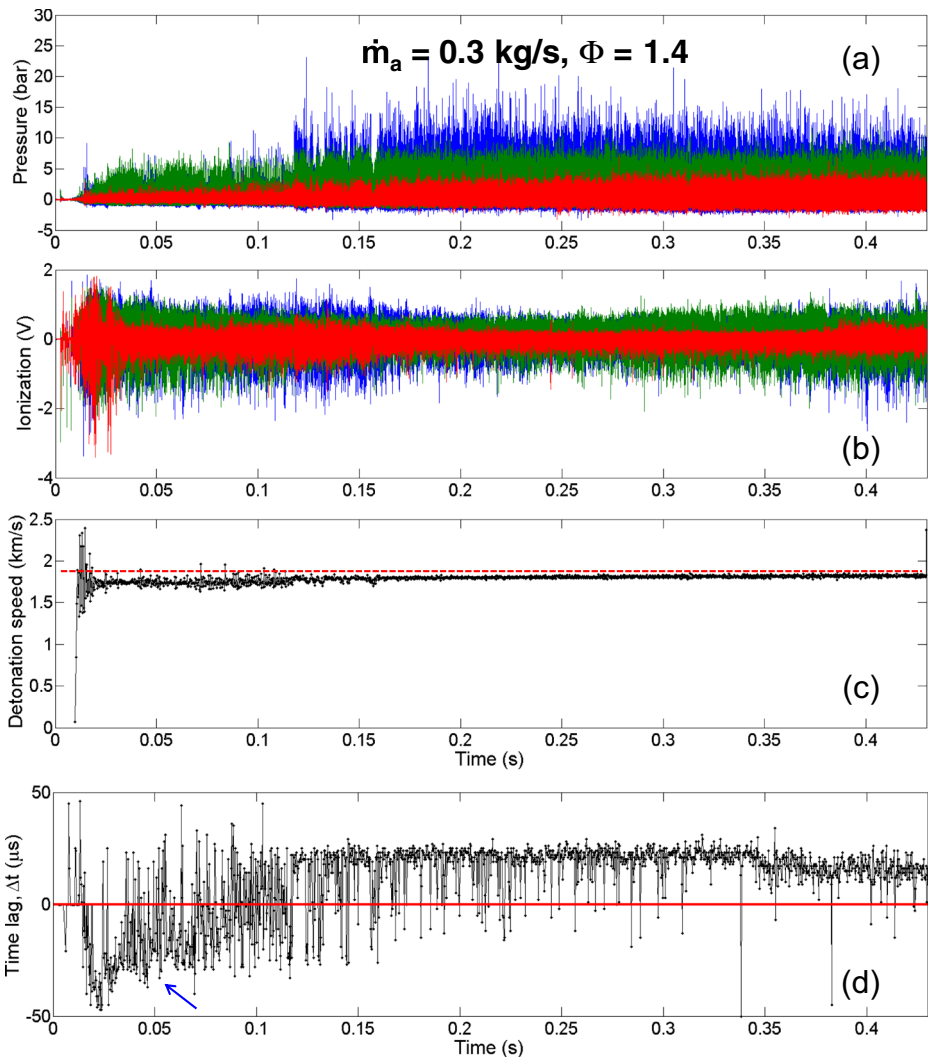 ṁa = 0.3 kg/s, Φ = 1.4
(a)
Pressure (bar)
30
25
20
15
10
5
0
-5
0 0.05 0.1 0.15 0.2 0.25 0.3 0.35 0.4
(b)
Ionization (V)
2
0
-2
-4
0 0.05 0.1 0.15 0.2 0.25 0.3 0.35 0.4
(c)
Detonation speed (km/s)
2.5
2
1.5
1
0.5
0
0 0.05 0.1 0.15 0.2 0.25 0.3 0.35 0.4
Time (s)
(d)
Time lag, Δt (μs)
50
0
-50
0 0.05 0.1 0.15 0.2 0.25 0.3 0.35 0.4
Time (s)